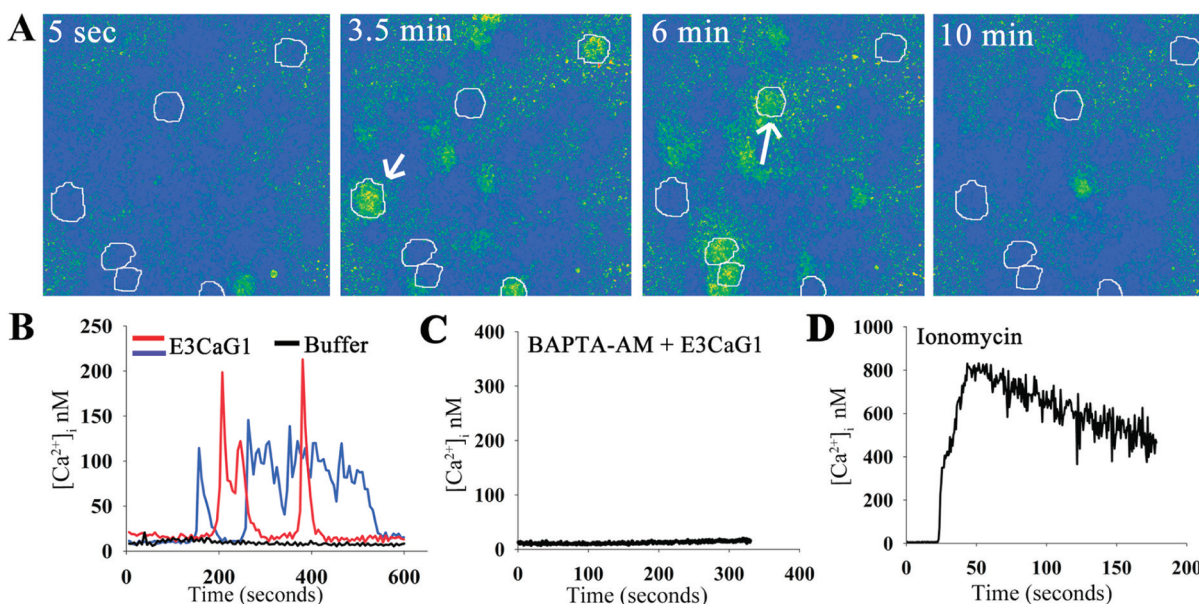 A
5 sec
3.5 min
6 min
10 min
B
250
200
150
100
50
0
[Ca²⁺]ᵢ nM
E3CaG1
Buffer
0 200 400 600
Time (seconds)
C
400
300
200
100
0
[Ca²⁺]ᵢ nM
BAPTA-AM + E3CaG1
0 100 200 300 400
Time (seconds)
D
1000
800
600
400
200
0
[Ca²⁺]ᵢ nM
Ionomycin
0 50 100 150 200
Time (seconds)